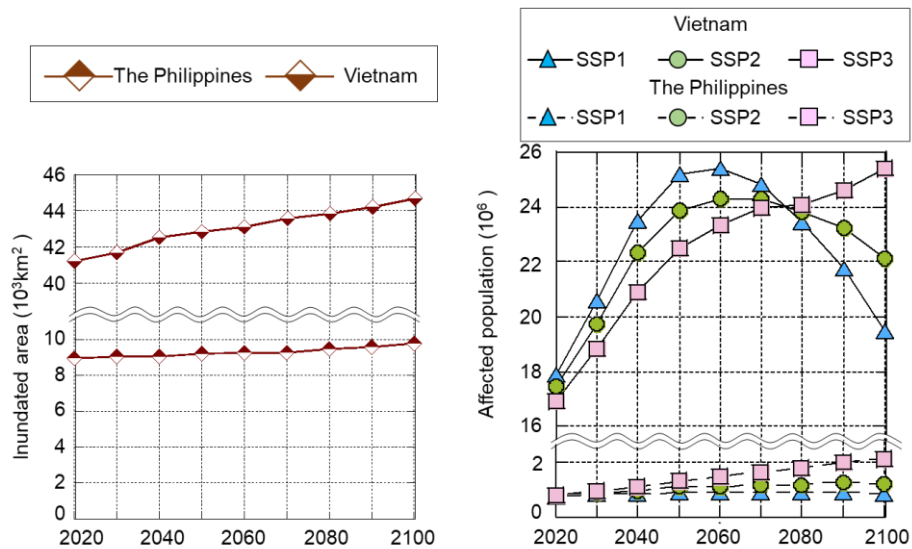 The Philippines Vietnam
Inundated area (10³km²)
46
44
42
40
10
8
6
4
2
0
2020 2040 2060 2080 2100
Vietnam
SSP1 SSP2 SSP3
The Philippines
SSP1 SSP2 SSP3
Affected population (10⁶)
26
24
22
20
18
16
2
0
2020 2040 2060 2080 2100